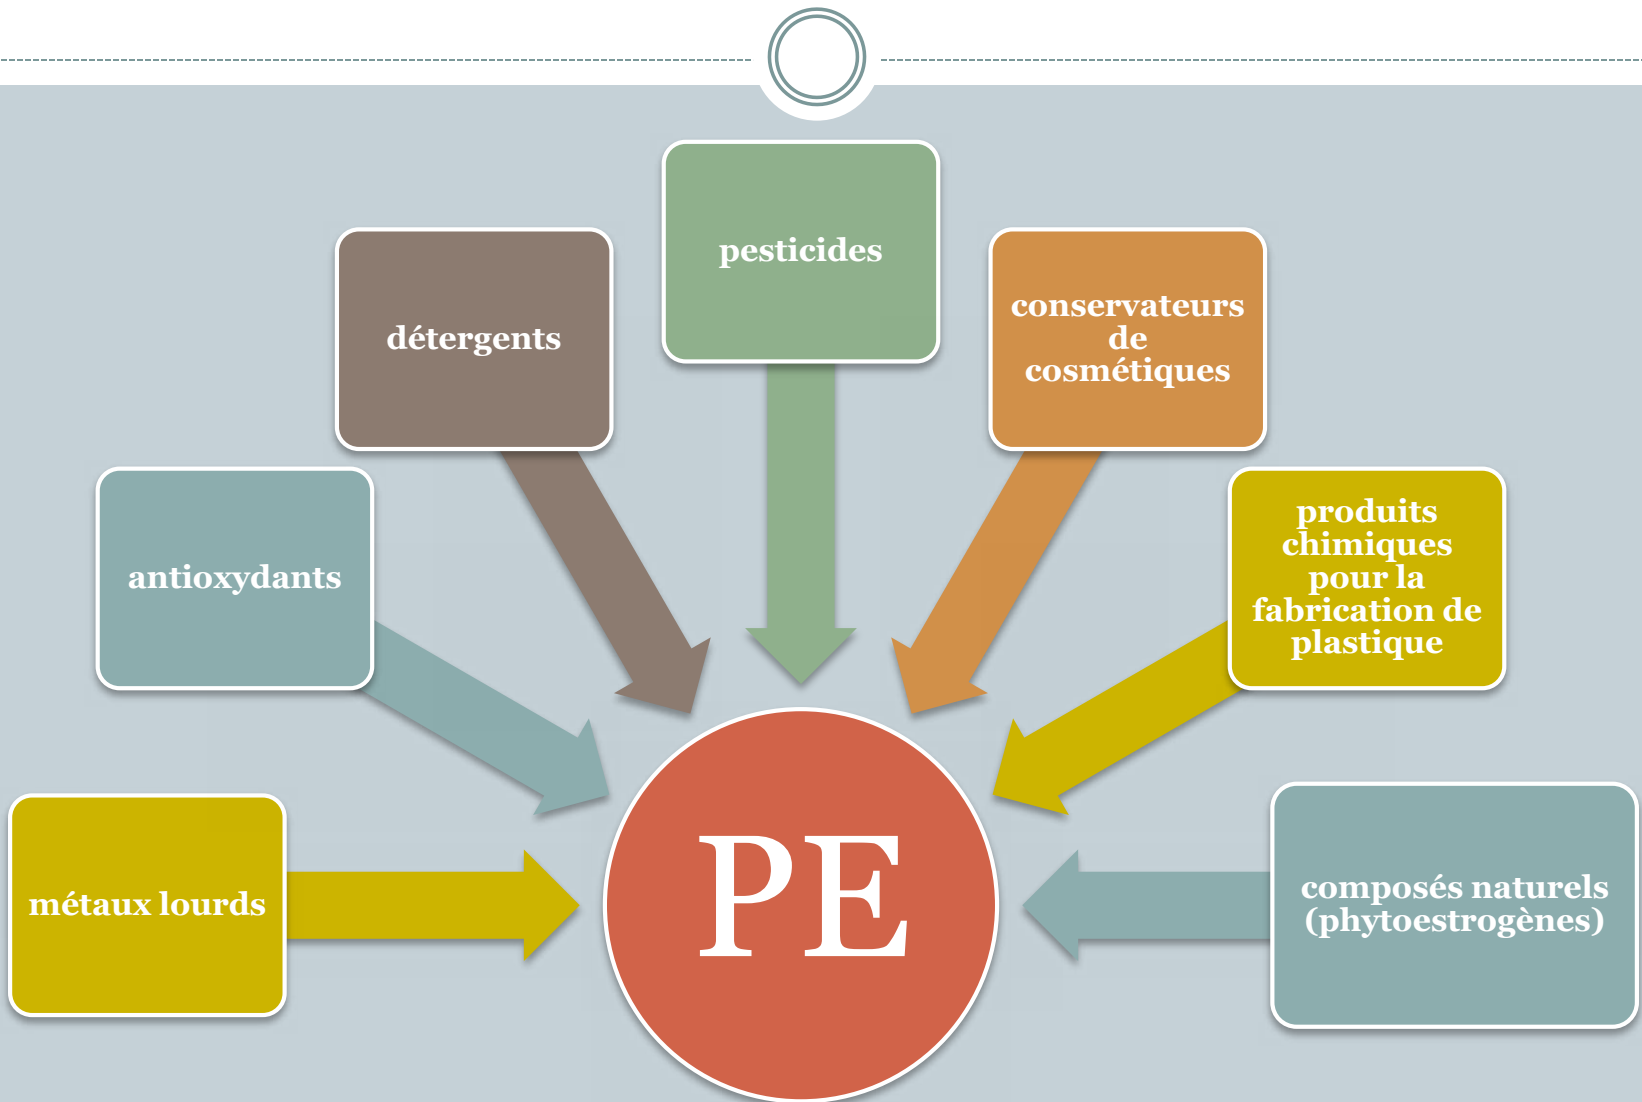 pesticides
détergents
conservateurs
de
cosmétiques
antioxydants
produits
chimiques
pour la
fabrication de
plastique
métaux lourds
PE
composés naturels
(phytoestrogènes)